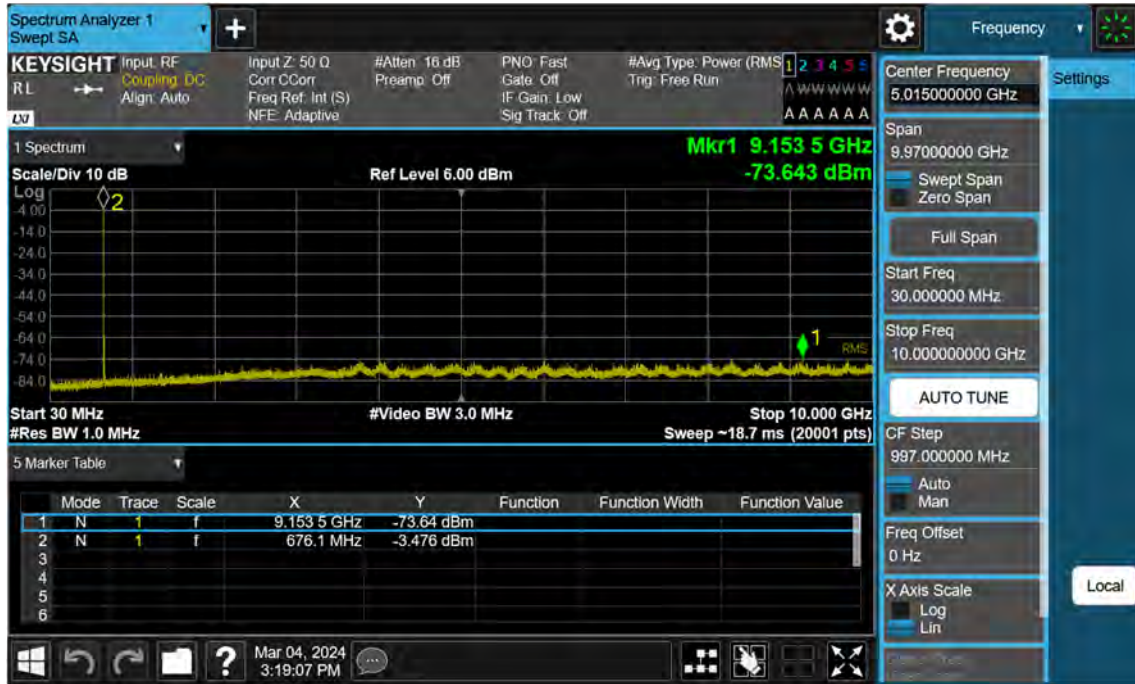 Spectrum Analyzer 1
Swept SA
Frequency
KEYSIGHT
RL
LXI
Input: RF
Coupling: DC
Align: Auto
Input Z: 50 Ω
Corr CCorr
Freq Ref: Int (S)
NFE: Adaptive
#Atten: 16 dB
Preamp: Off
PNO: Fast
Gate: Off
IF Gain: Low
Sig Track: Off
#Avg Type: Power (RMS
Trig: Free Run
1 2 3 4 5 6
A W W W W W
A A A A A A
1 Spectrum
Mkr1 9.153 5 GHz
Scale/Div 10 dB
Ref Level 6.00 dBm
-73.643 dBm
Log
2
-4.00
-14.0
-24.0
-34.0
-44.0
-54.0
-64.0
1
RMS
-74.0
-84.0
Start 30 MHz
#Video BW 3.0 MHz
Stop 10.000 GHz
#Res BW 1.0 MHz
Sweep ~18.7 ms (20001 pts)
5 Marker Table
Mode Trace Scale X Y Function Function Width Function Value
1 N 1 f 9.153 5 GHz -73.64 dBm
2 N 1 f 676.1 MHz -3.476 dBm
3
4
5
6
Mar 04, 2024
3:19:07 PM
Center Frequency
5.015000000 GHz
Span
9.97000000 GHz
Swept Span
Zero Span
Full Span
Start Freq
30.000000 MHz
Stop Freq
10.000000000 GHz
AUTO TUNE
CF Step
997.000000 MHz
Auto
Man
Freq Offset
0 Hz
X Axis Scale
Log
Lin
Settings
Local